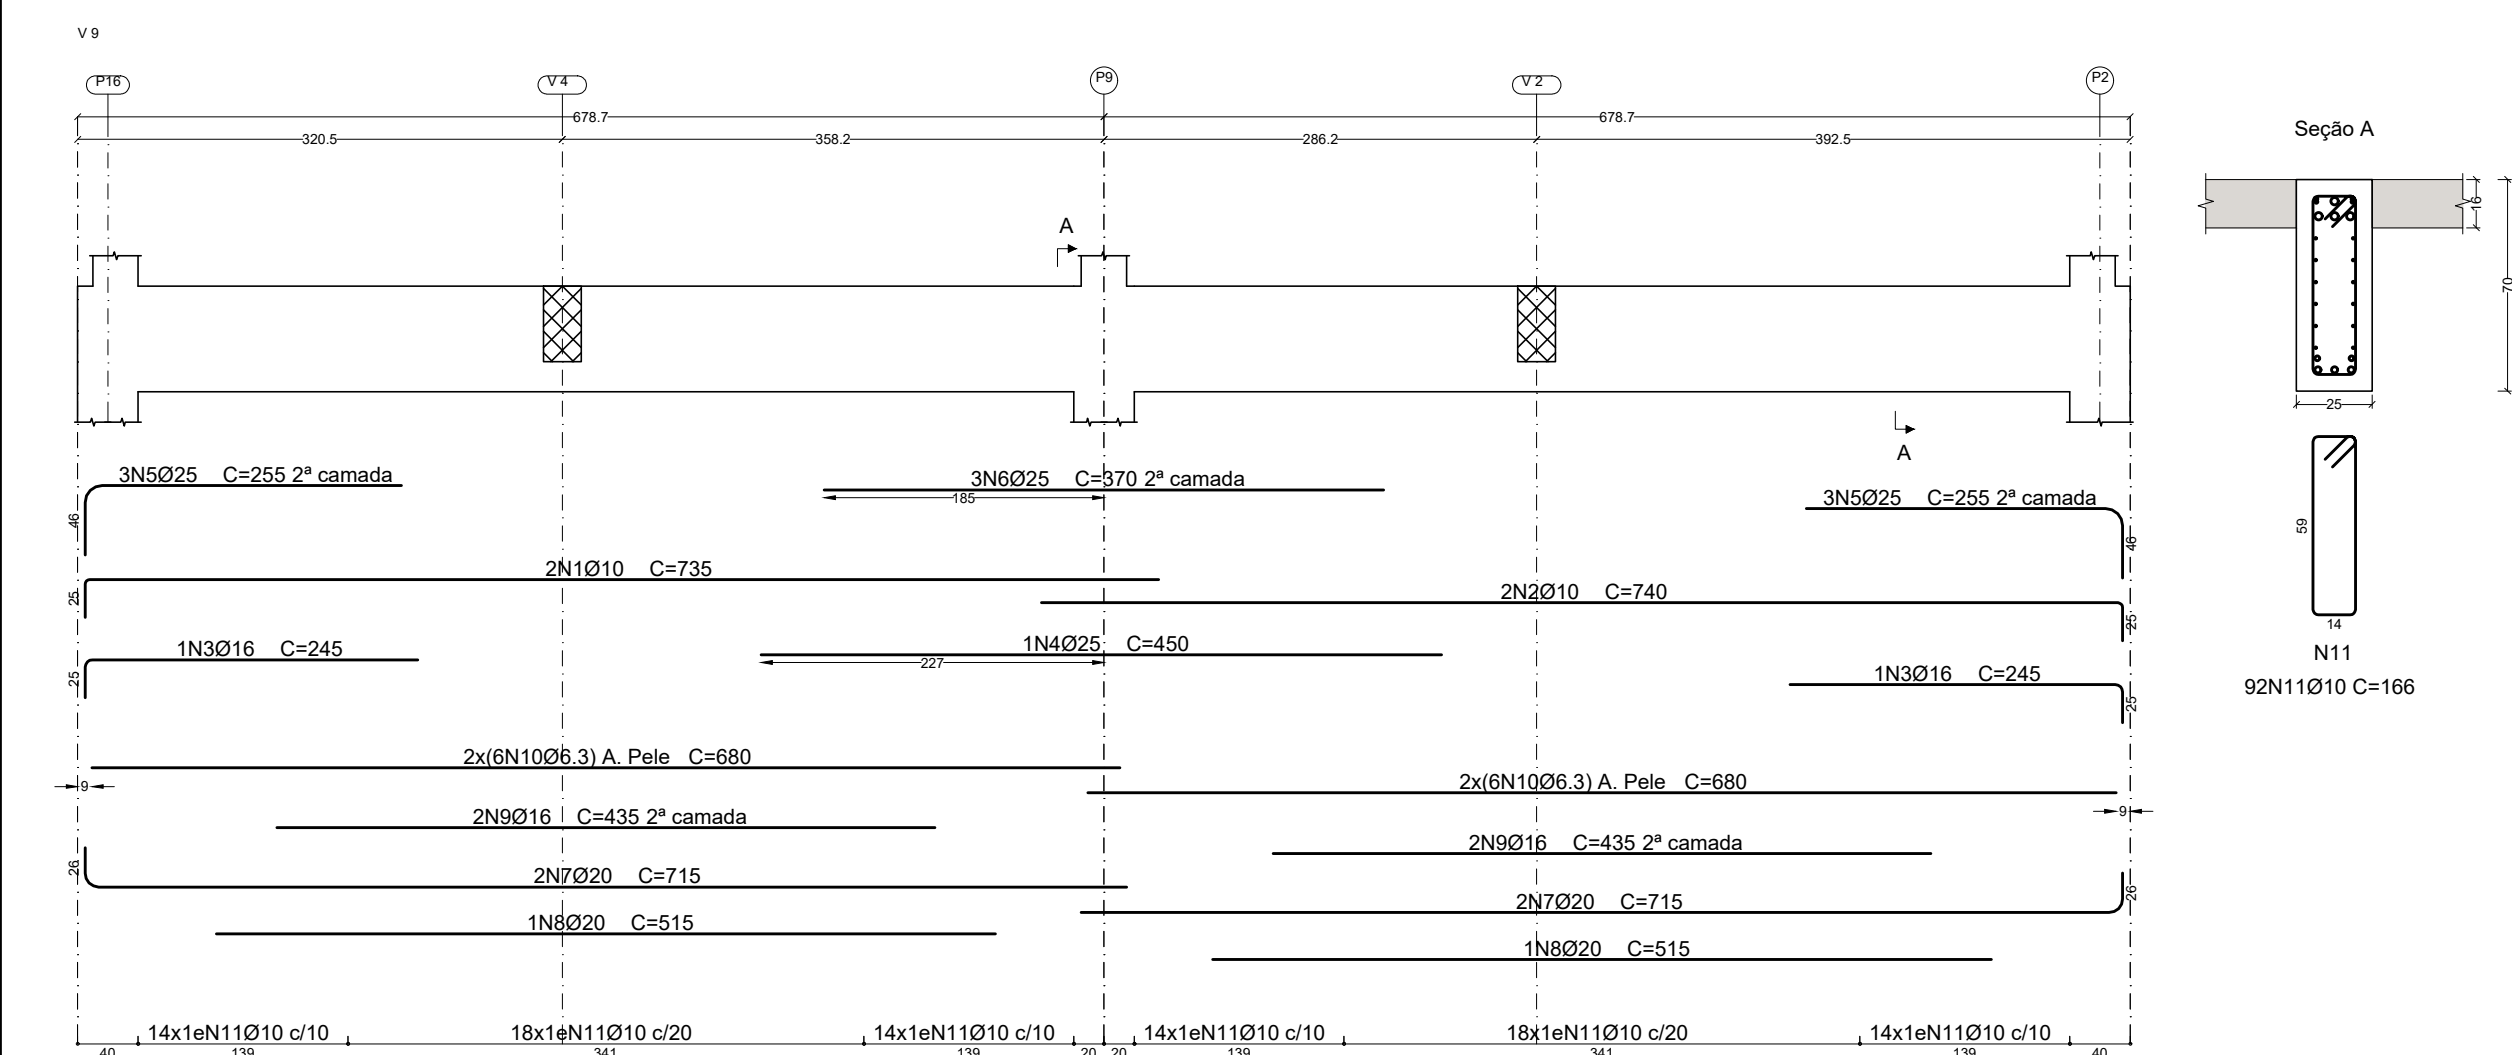 V 9
P16
V 4
P9
V 2
P2
678.7
678.7
320.5
358.2
286.2
392.5
Seção A
16
70
25
A
A
3N5Ø25 C=255 2ª camada
46
3N6Ø25 C=370 2ª camada
185
3N5Ø25 C=255 2ª camada
46
2N1Ø10 C=735
25
2N2Ø10 C=740
25
1N3Ø16 C=245
25
1N4Ø25 C=450
227
1N3Ø16 C=245
25
59
14
N11
92N11Ø10 C=166
2x(6N10Ø6.3) A. Pele C=680
9
2x(6N10Ø6.3) A. Pele C=680
9
2N9Ø16 C=435 2ª camada
2N9Ø16 C=435 2ª camada
26
2N7Ø20 C=715
2N7Ø20 C=715
26
1N8Ø20 C=515
1N8Ø20 C=515
14x1eN11Ø10 c/10
18x1eN11Ø10 c/20
14x1eN11Ø10 c/10
14x1eN11Ø10 c/10
18x1eN11Ø10 c/20
14x1eN11Ø10 c/10
40
139
341
139
20
20
139
341
139
40